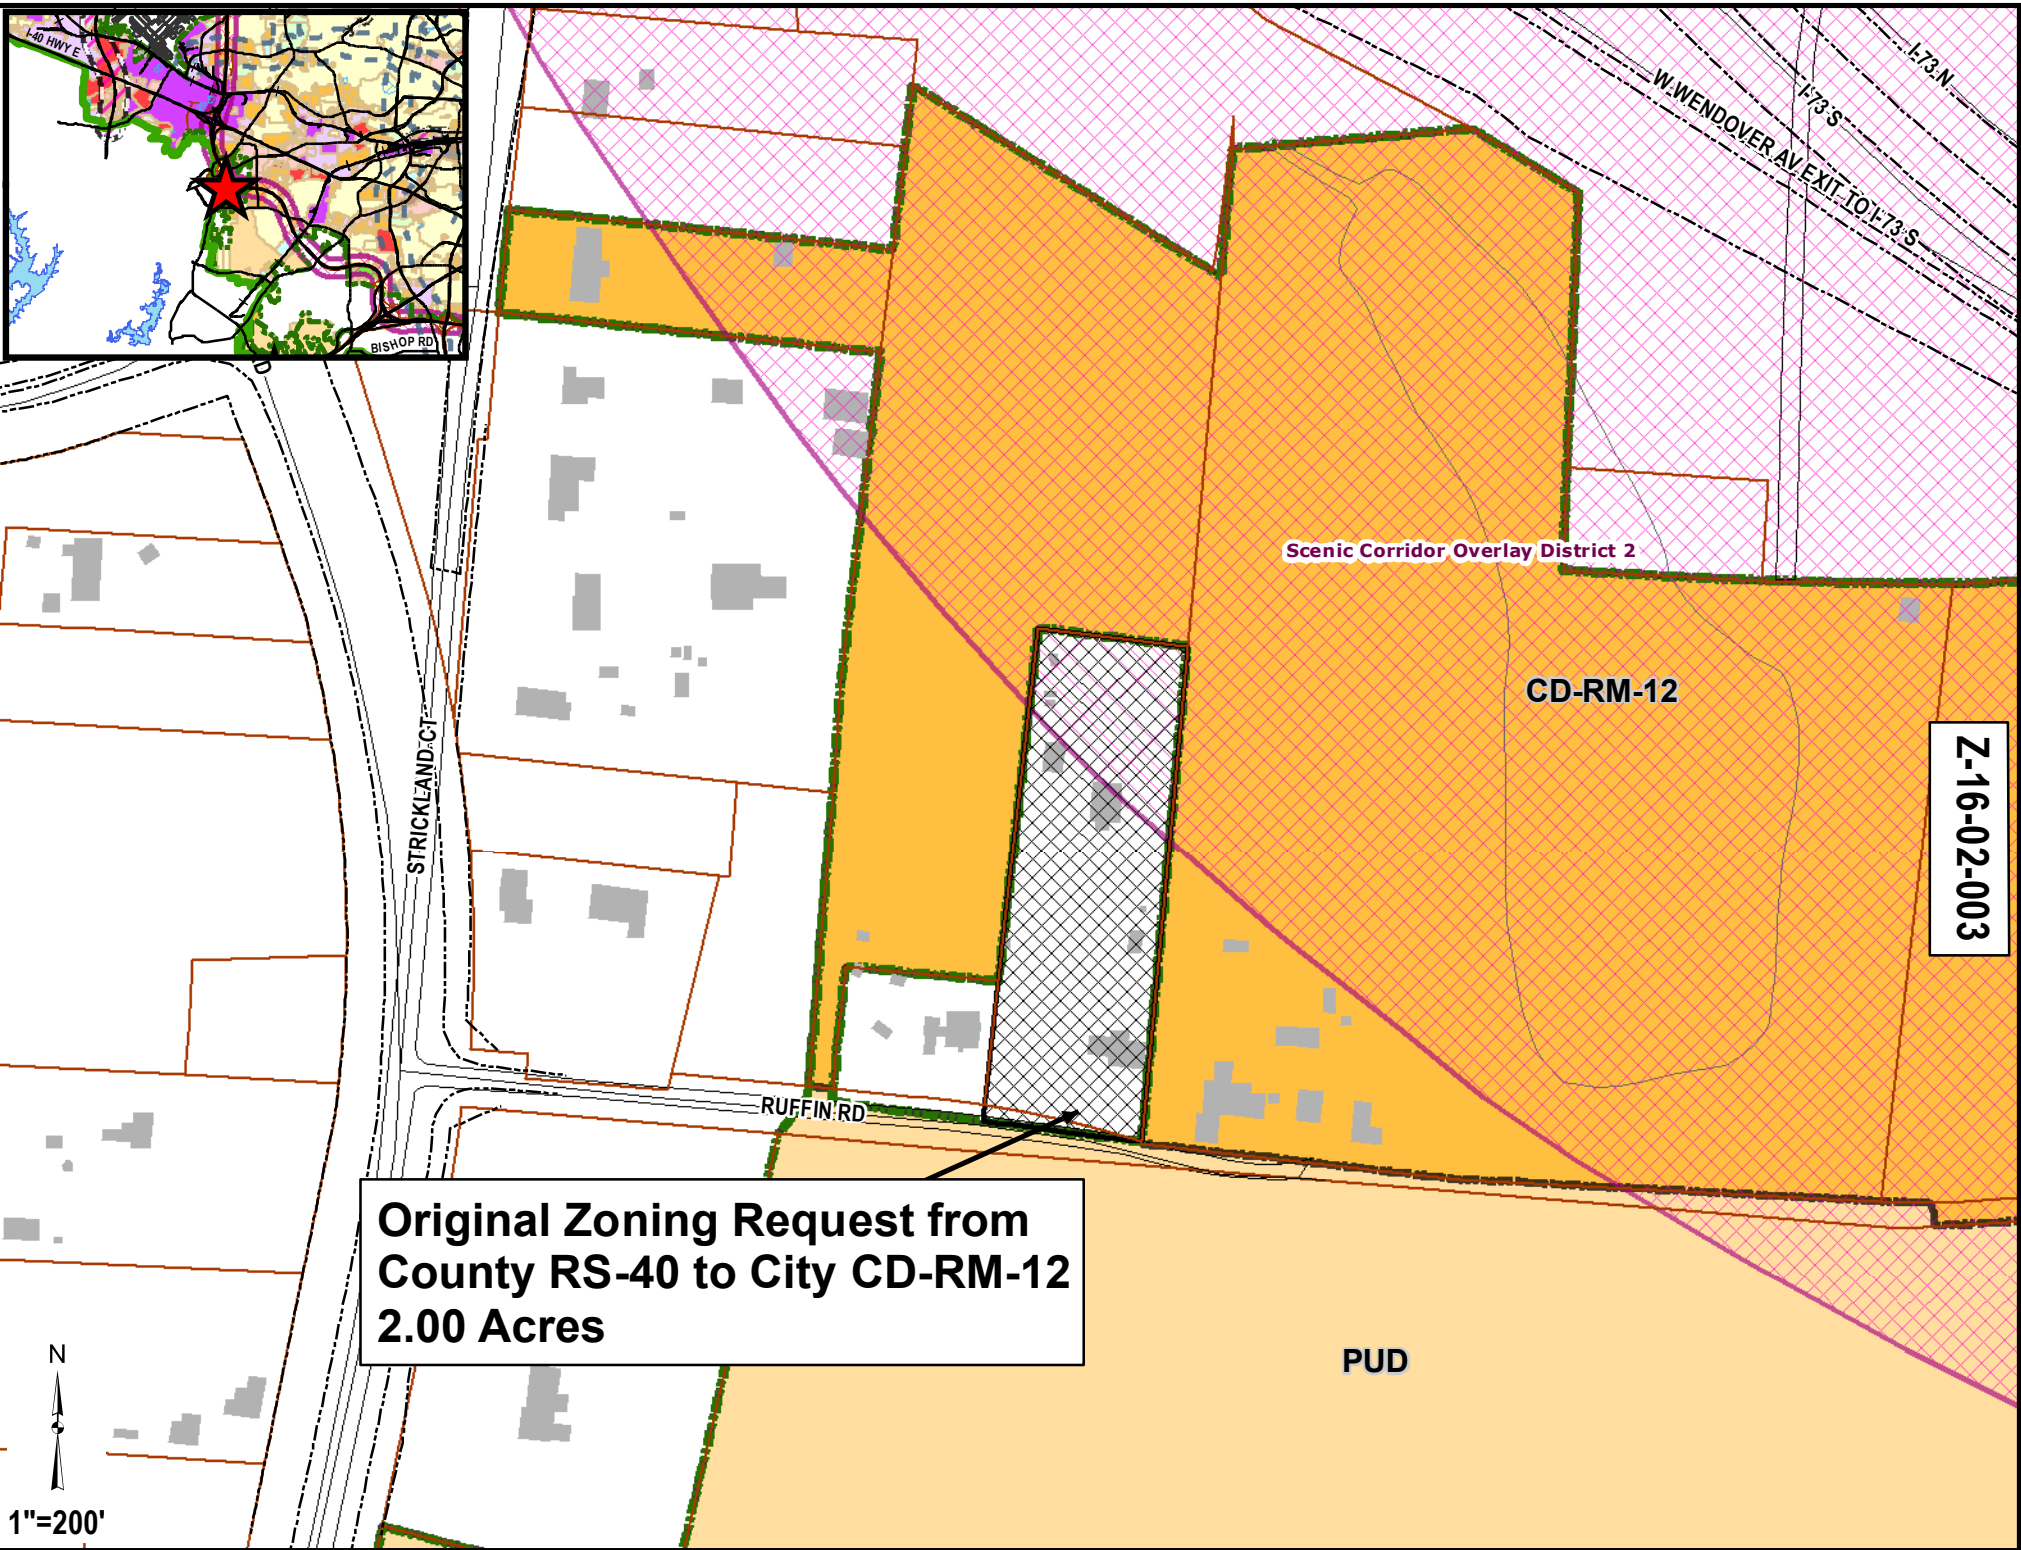 I-40 HWY E
BISHOP RD
D
I-73 N
I-73 S
W WENDOVER AV EXIT TO I-73 S
Scenic Corridor Overlay District 2
CD-RM-12
Z-16-02-003
STRICKLAND CT
RUFFIN RD
Original Zoning Request from
County RS-40 to City CD-RM-12
2.00 Acres
PUD
N
1"=200'